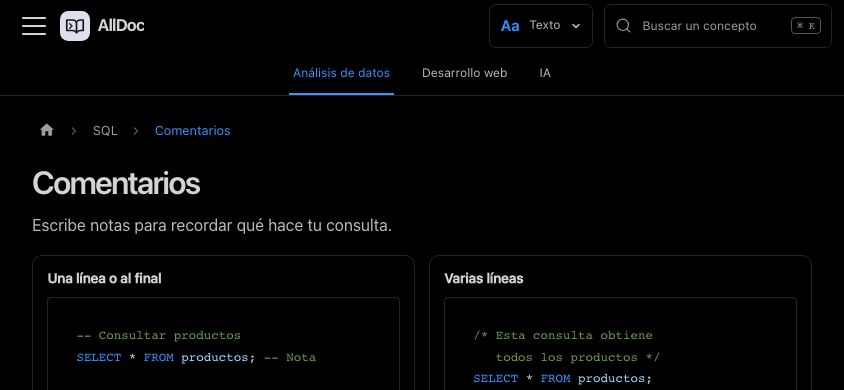 AllDoc
Aa Texto
Buscar un concepto ⌘ K
Análisis de datos Desarrollo web IA
SQL Comentarios
Comentarios
Escribe notas para recordar qué hace tu consulta.
Una línea o al final
-- Consultar productos
SELECT * FROM productos; -- Nota
Varias líneas
/* Esta consulta obtiene
todos los productos */
SELECT * FROM productos;